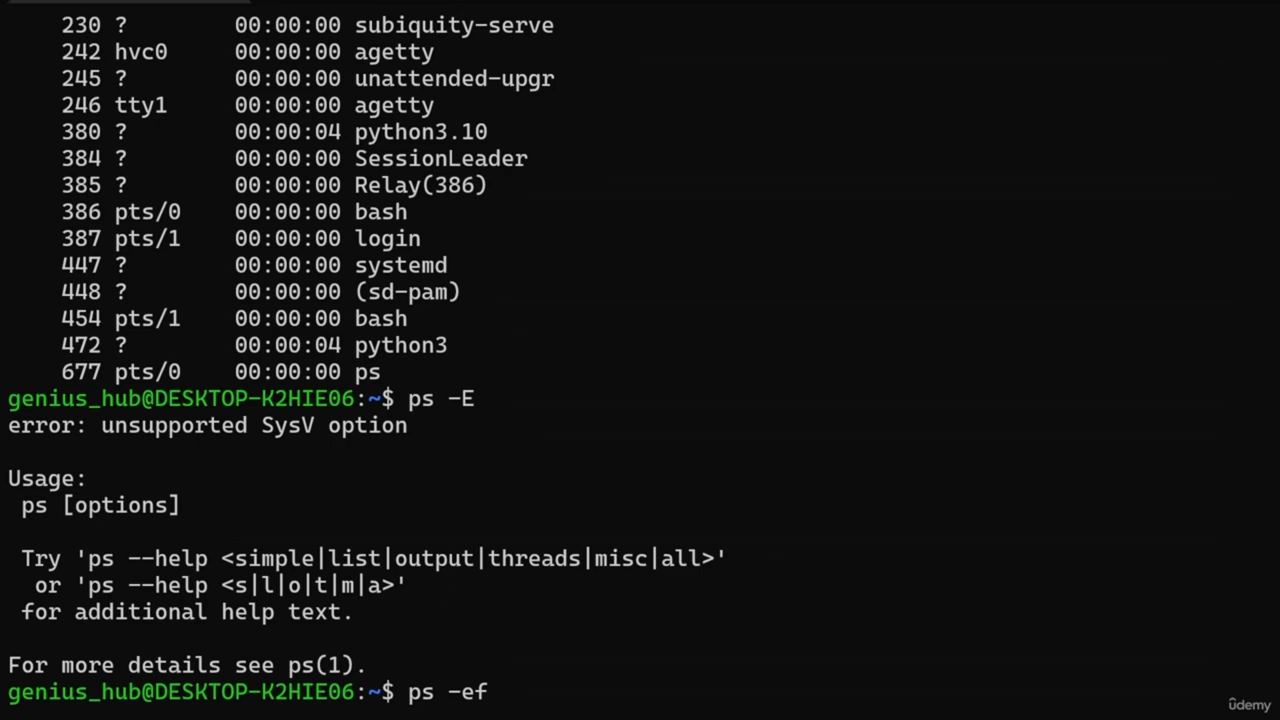 230 ?        00:00:00 subiquity-serve
242 hvc0     00:00:00 agetty
245 ?        00:00:00 unattended-upgr
246 tty1     00:00:00 agetty
380 ?        00:00:04 python3.10
384 ?        00:00:00 SessionLeader
385 ?        00:00:00 Relay(386)
386 pts/0    00:00:00 bash
387 pts/1    00:00:00 login
447 ?        00:00:00 systemd
448 ?        00:00:00 (sd-pam)
454 pts/1    00:00:00 bash
472 ?        00:00:04 python3
677 pts/0    00:00:00 ps
genius_hub@DESKTOP-K2HIE06:~$ ps -E
error: unsupported SysV option
Usage:
 ps [options]
 Try 'ps --help <simple|list|output|threads|misc|all>'
  or 'ps --help <s|l|o|t|m|a>'
 for additional help text.
For more details see ps(1).
genius_hub@DESKTOP-K2HIE06:~$ ps -ef
ûdemy